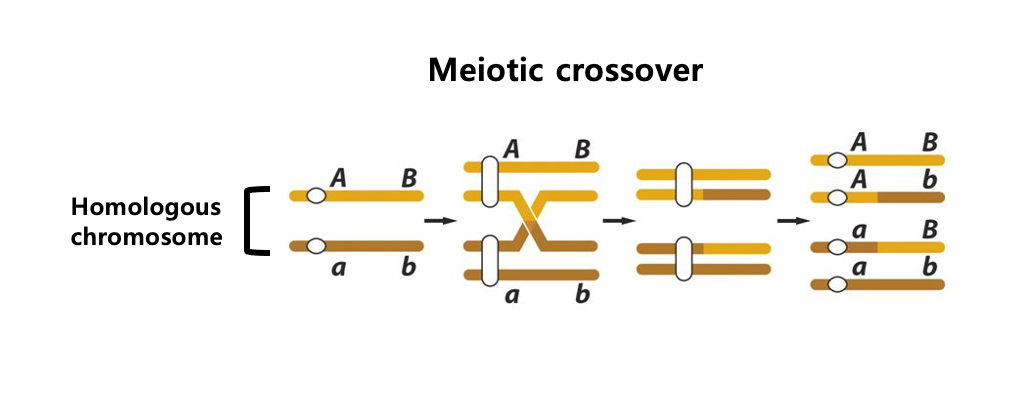 Meiotic crossover
Homologous
chromosome
A B
a b
A B
a b
A B
A b
a B
a b